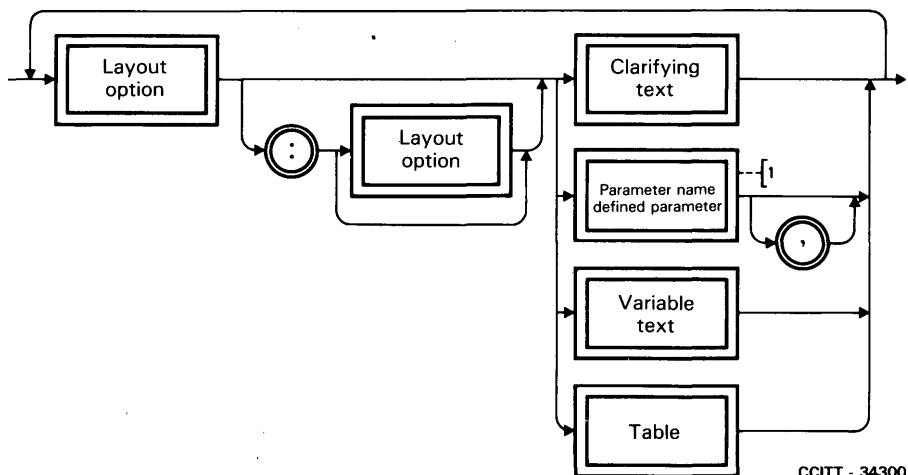 Layout
option
Clarifying
text
:
Layout
option
1
Parameter name
defined parameter
,
Variable
text
Table
CCITT - 34300